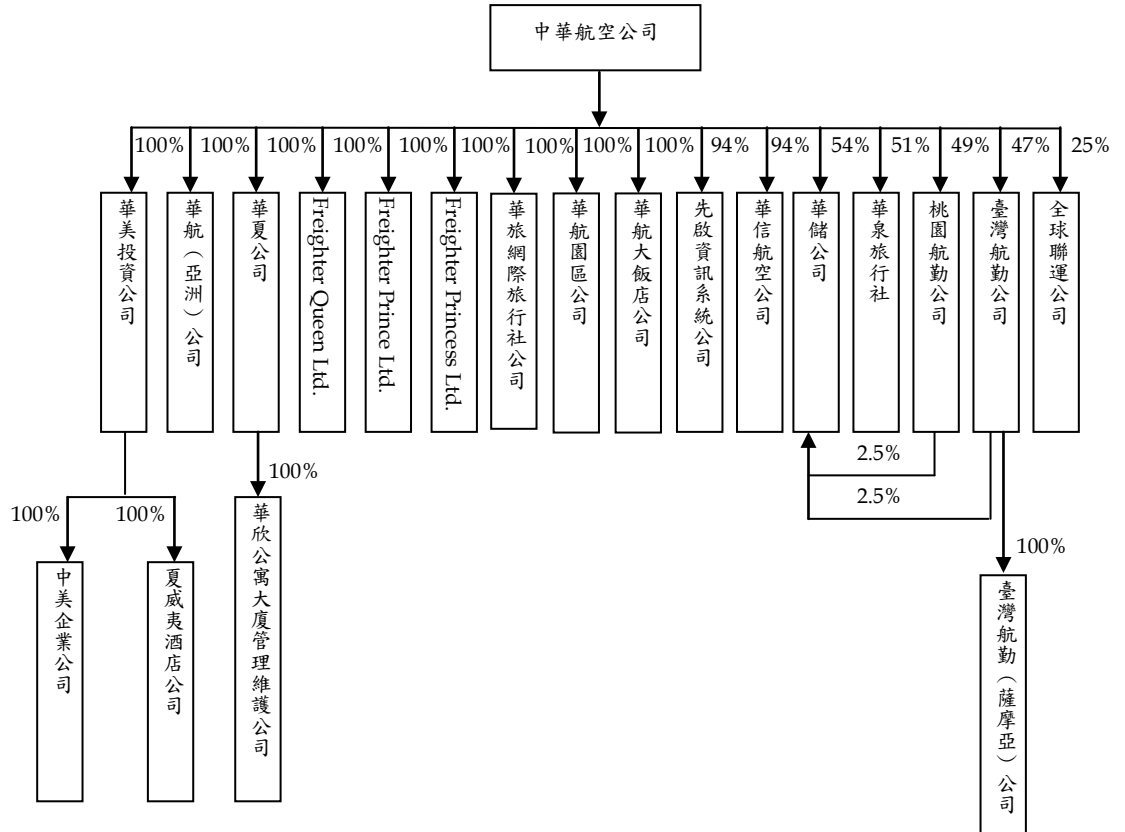 中華航空公司
100%
100%
100%
100%
100%
100%
100%
100%
100%
94%
94%
54%
51%
49%
47%
25%
華美投資公司
華航（亞洲）公司
華夏公司
Freighter Queen Ltd.
Freighter Prince Ltd.
Freighter Princess Ltd.
華旅網際旅行社公司
華航園區公司
華航大飯店公司
先啟資訊系統公司
華信航空公司
華儲公司
華泉旅行社
桃園航勤公司
臺灣航勤公司
全球聯運公司
2.5%
2.5%
100%
100%
100%
100%
中美企業公司
夏威夷酒店公司
華欣公寓大廈管理維護公司
臺灣航勤（薩摩亞）公司